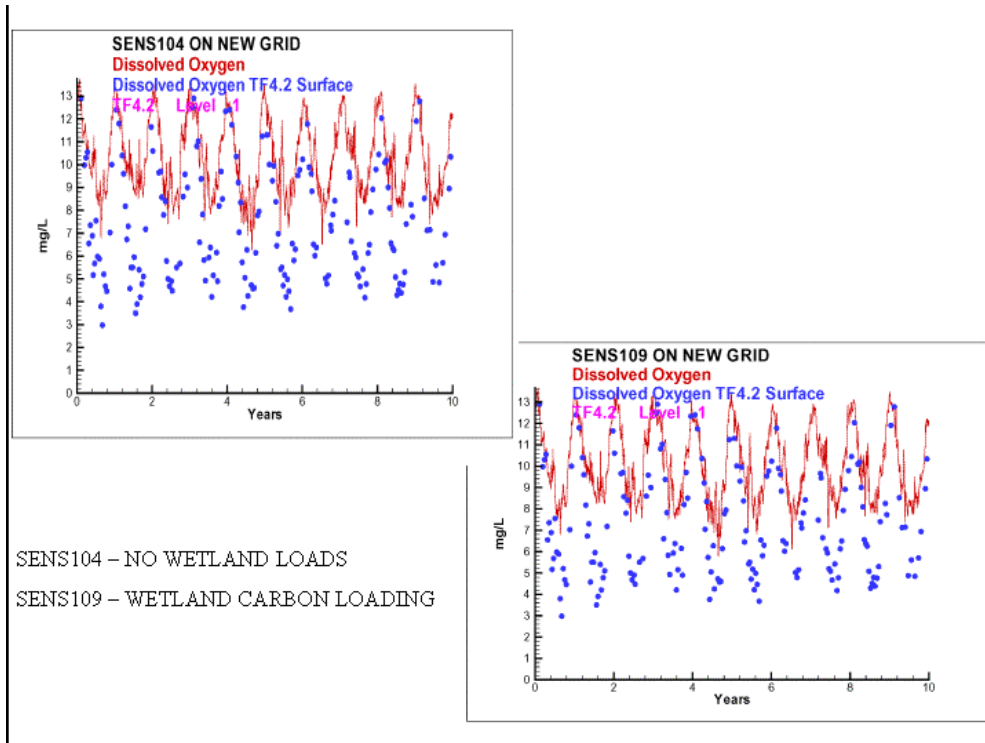 SENS104 ON NEW GRID
Dissolved Oxygen
Dissolved Oxygen TF4.2 Surface
TF4.2 Level 1
13
12
11
10
9
8
7
6
5
4
3
2
1
0
mg/L
0 2 4 6 8 10
Years
SENS109 ON NEW GRID
Dissolved Oxygen
Dissolved Oxygen TF4.2 Surface
TF4.2 Level 1
13
12
11
10
9
8
7
6
5
4
3
2
1
0
mg/L
0 2 4 6 8 10
Years
SENS104 – NO WETLAND LOADS
SENS109 – WETLAND CARBON LOADING